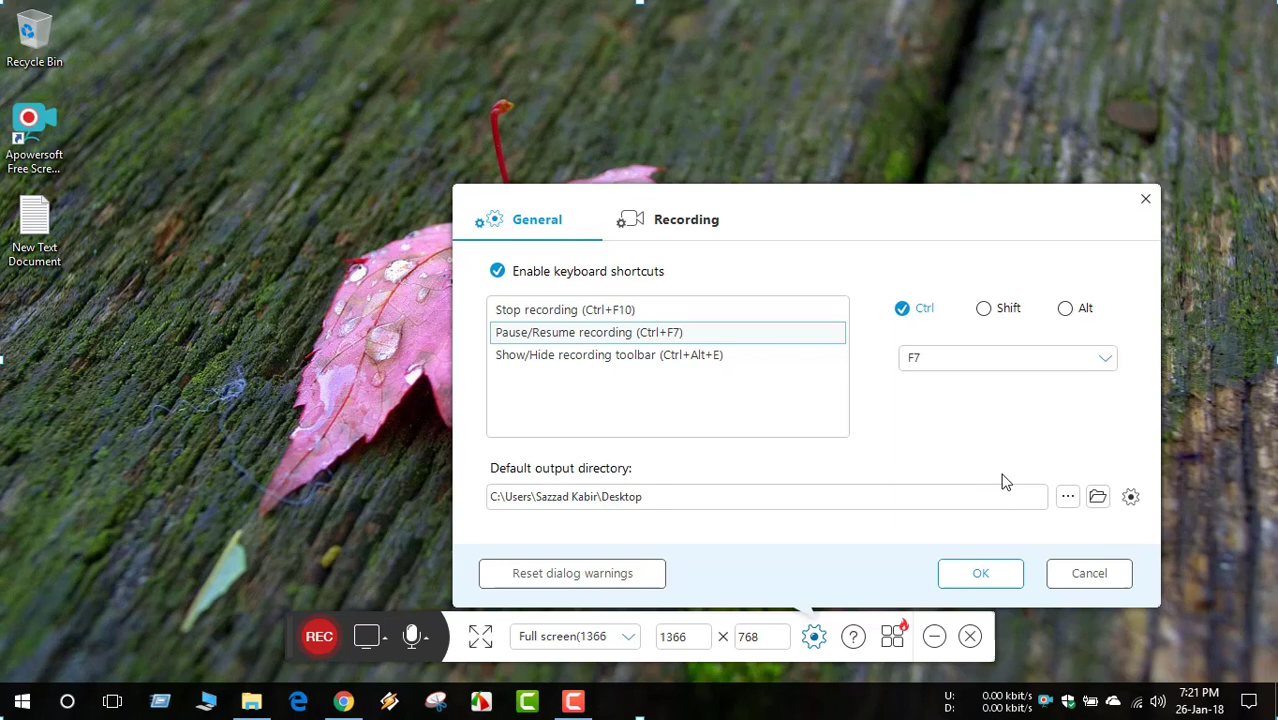 Recycle Bin
Apowersoft
Free Scre...
New Text
Document
General
Recording
Enable keyboard shortcuts
Stop recording (Ctrl+F10)
Pause/Resume recording (Ctrl+F7)
Show/Hide recording toolbar (Ctrl+Alt+E)
Ctrl
Shift
Alt
F7
Default output directory:
C:\Users\Sazzad Kabir\Desktop
Reset dialog warnings
OK
Cancel
REC
Full screen(1366
1366
×
768
?
U: 0.00 kbit/s
D: 0.00 kbit/s
7:21 PM
26-Jan-18